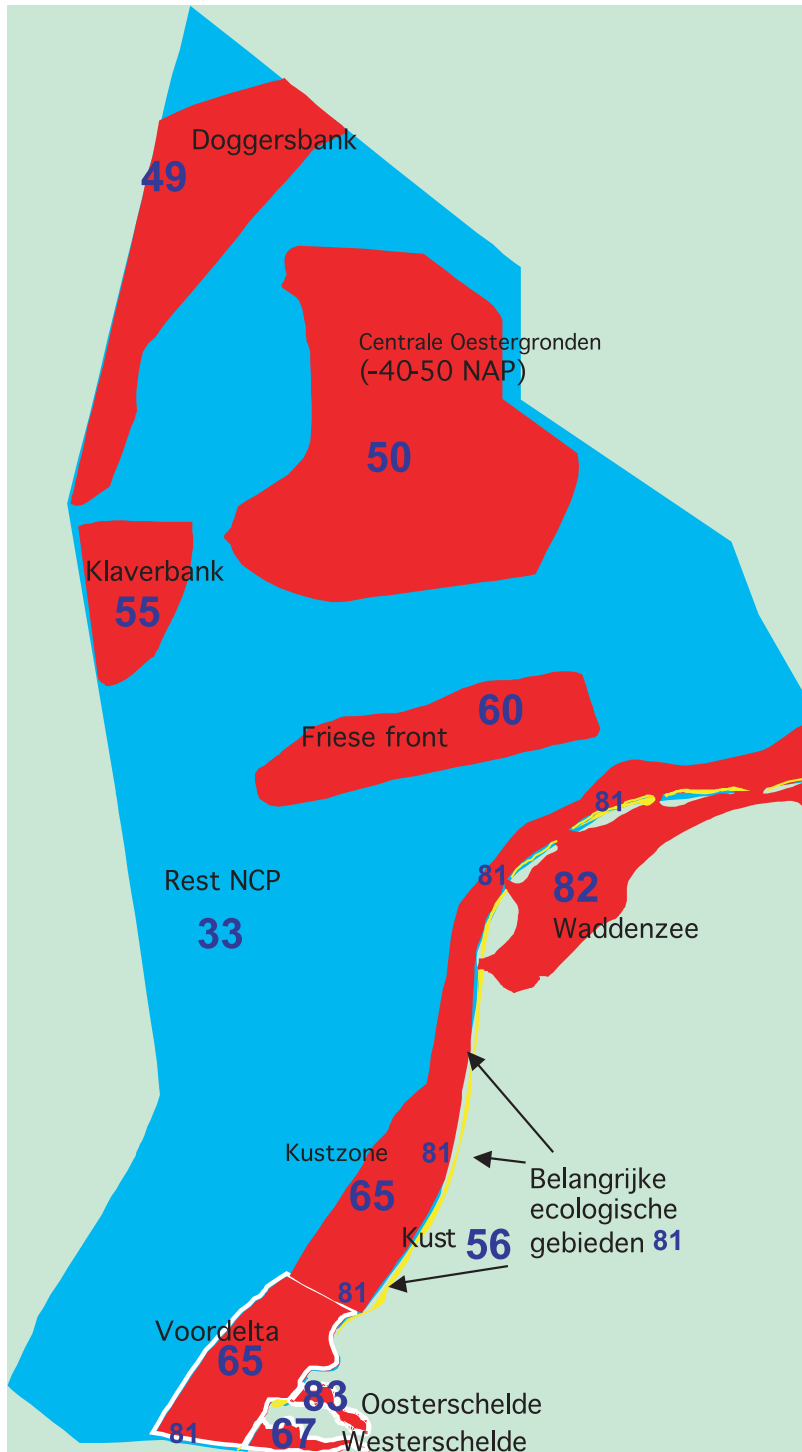 Doggersbank
49
Centrale Oestergronden
(-40-50 NAP)
50
Klaverbank
55
60
Friese front
81
81
82
Waddenzee
Rest NCP
33
Kustzone
81
65
Belangrijke
ecologische
gebieden 81
Kust 56
81
Voordelta
65
83
Oosterschelde
81
67
Westerschelde